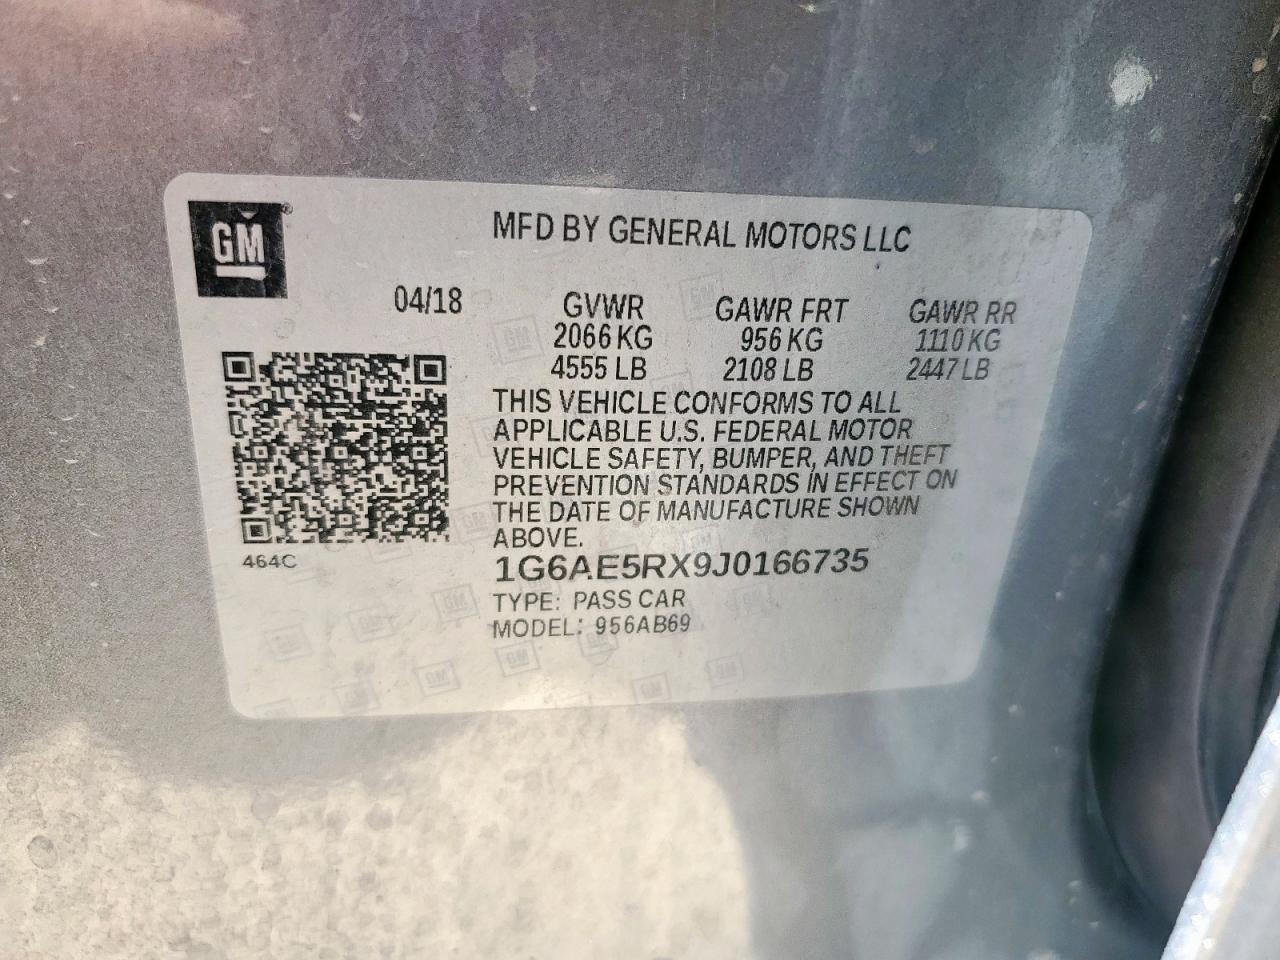 GM
MFD BY GENERAL MOTORS LLC
04/18
GVWR GAWR FRT GAWR RR
2066 KG 956 KG 1110 KG
4555 LB 2108 LB 2447 LB
THIS VEHICLE CONFORMS TO ALL
APPLICABLE U.S. FEDERAL MOTOR
VEHICLE SAFETY, BUMPER, AND THEFT
PREVENTION STANDARDS IN EFFECT ON
THE DATE OF MANUFACTURE SHOWN
ABOVE.
464C
1G6AE5RX9J0166735
TYPE: PASS CAR
MODEL: 956AB69